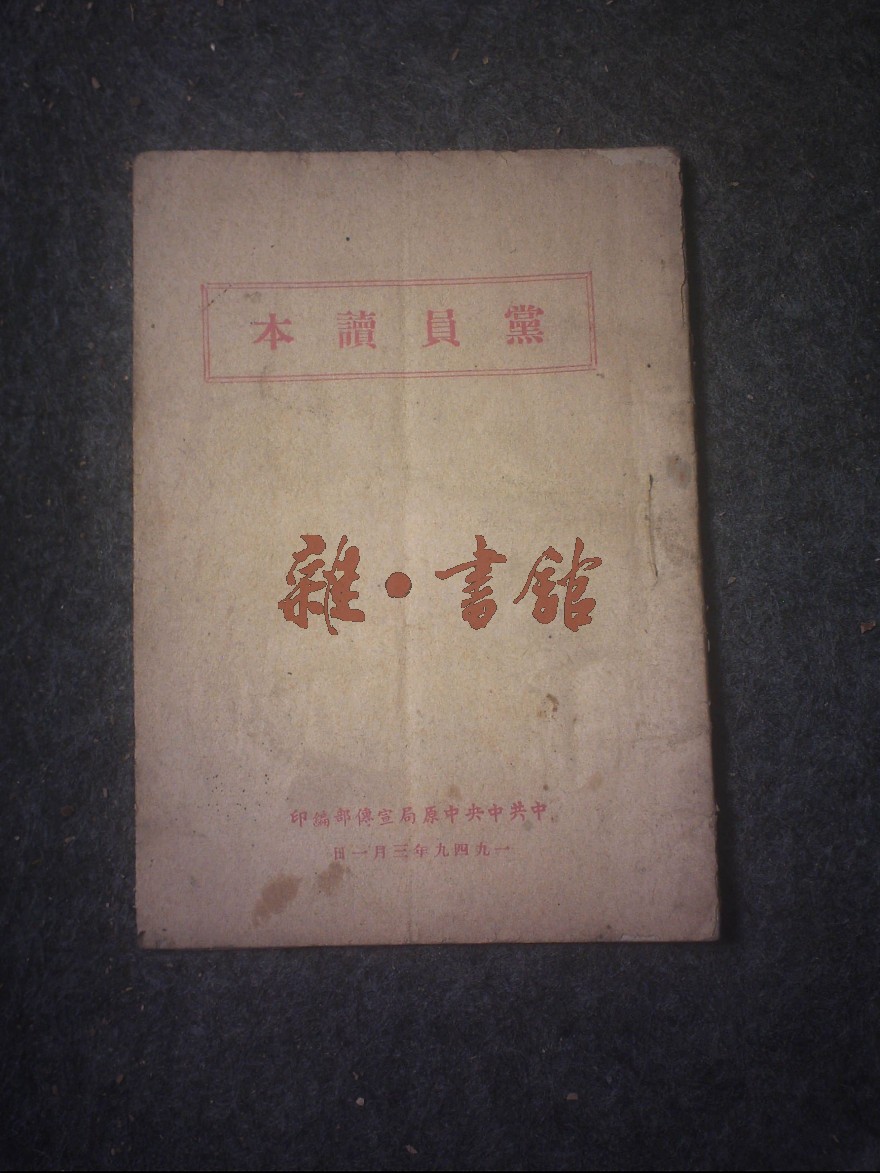 黨員讀本
雜•書館
中共中央中原局宣傳部編印
一九四九年三月一日